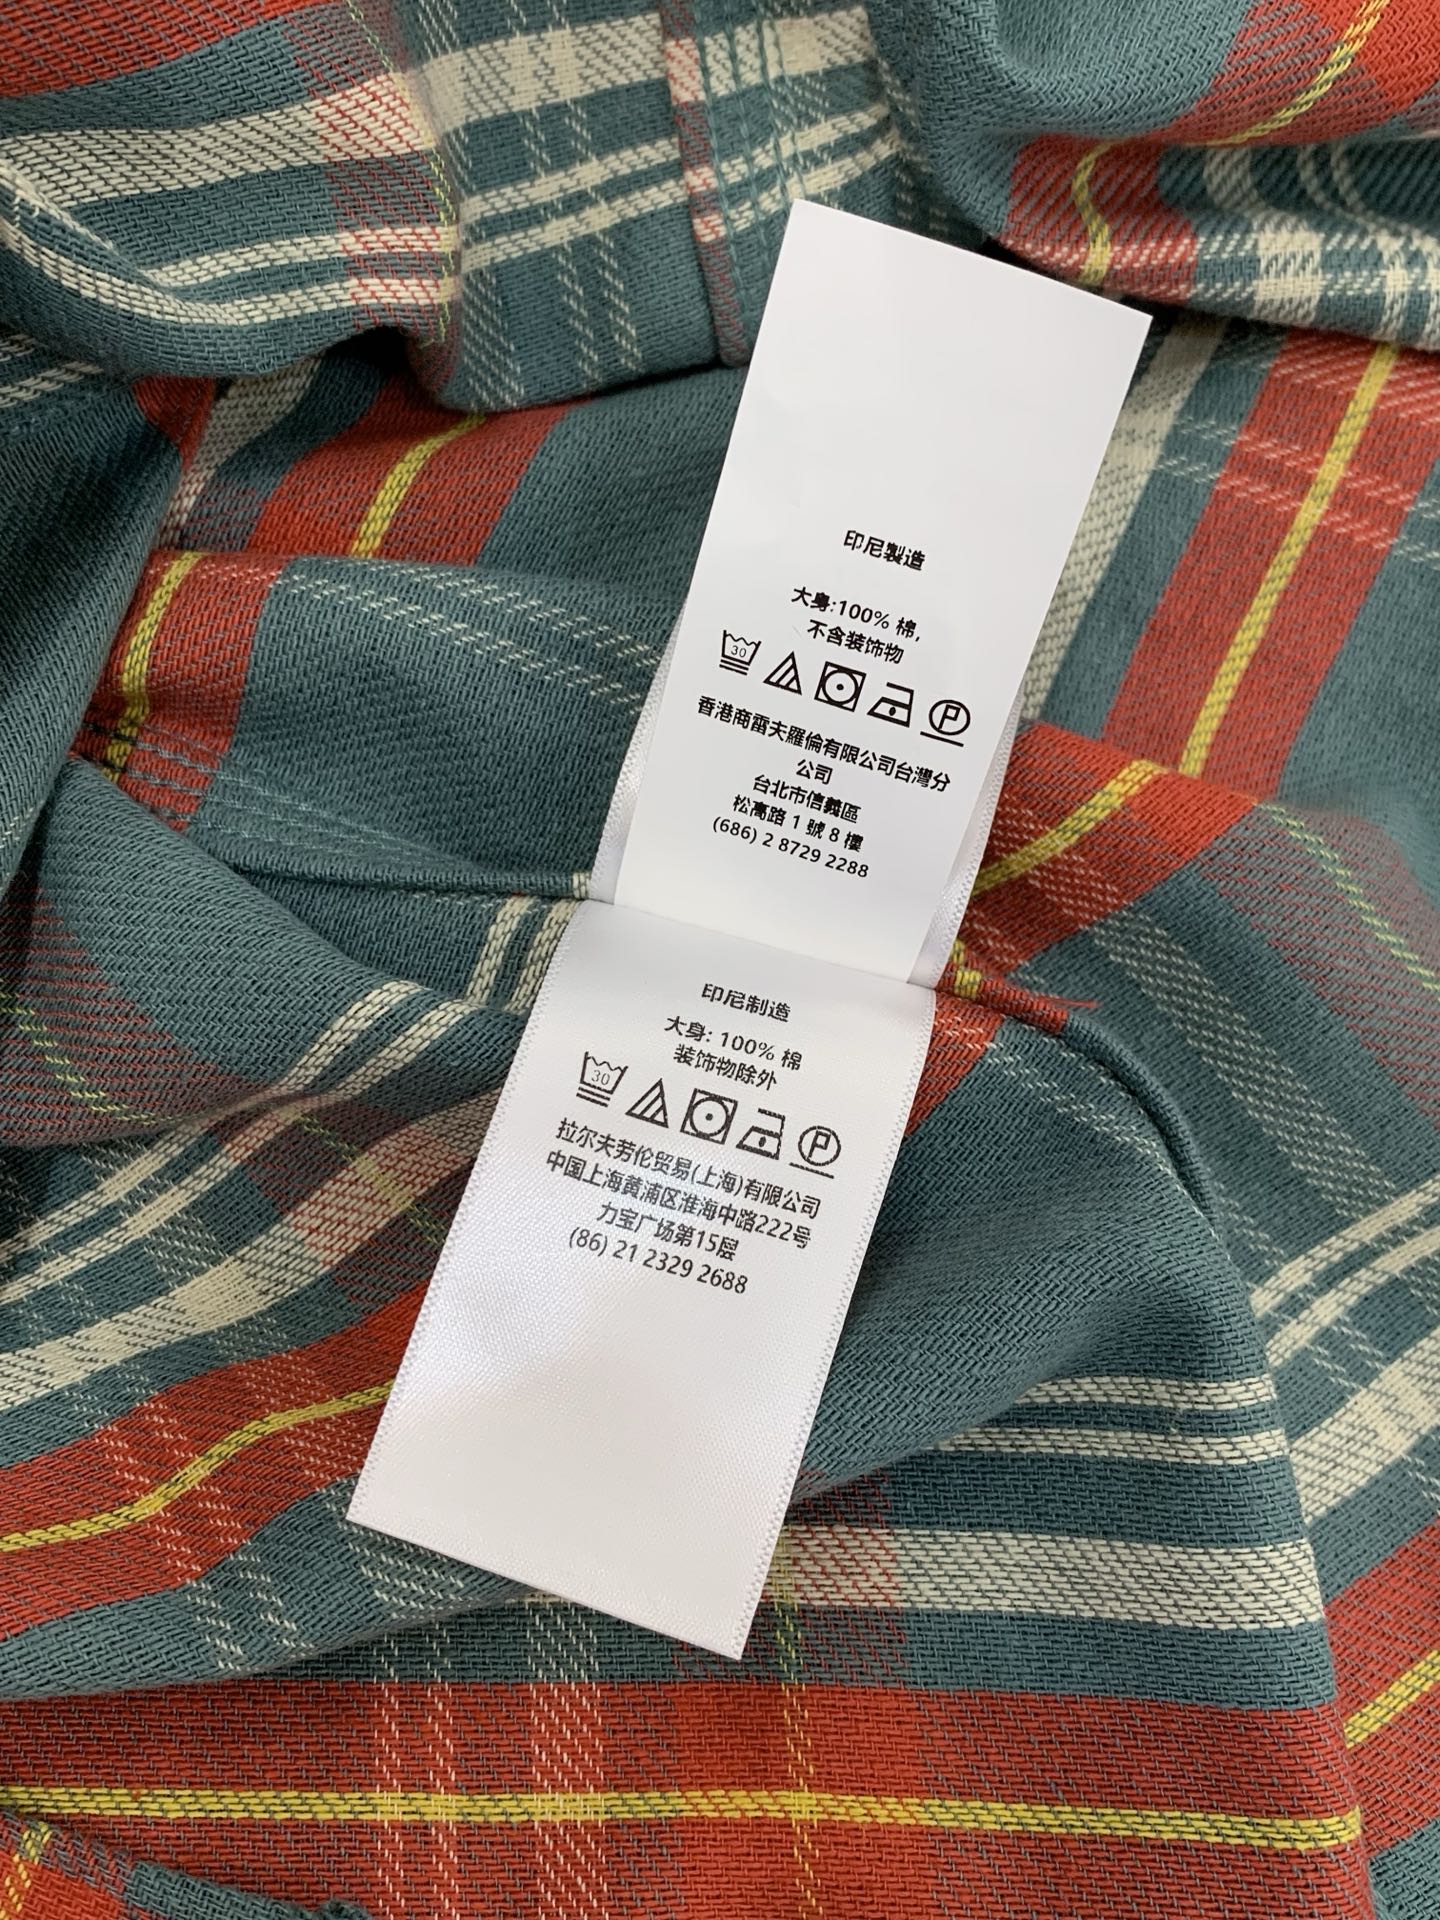 印尼製造
大身:100% 棉,
不含装饰物
30
P
香港商雷夫羅倫有限公司台灣分
公司
台北市信義區
松高路 1 號 8 樓
(686) 2 8729 2288
印尼制造
大身: 100% 棉
装饰物除外
30
P
拉尔夫劳伦贸易(上海)有限公司
中国上海黄浦区淮海中路222号
力宝广场第15层
(86) 21 2329 2688